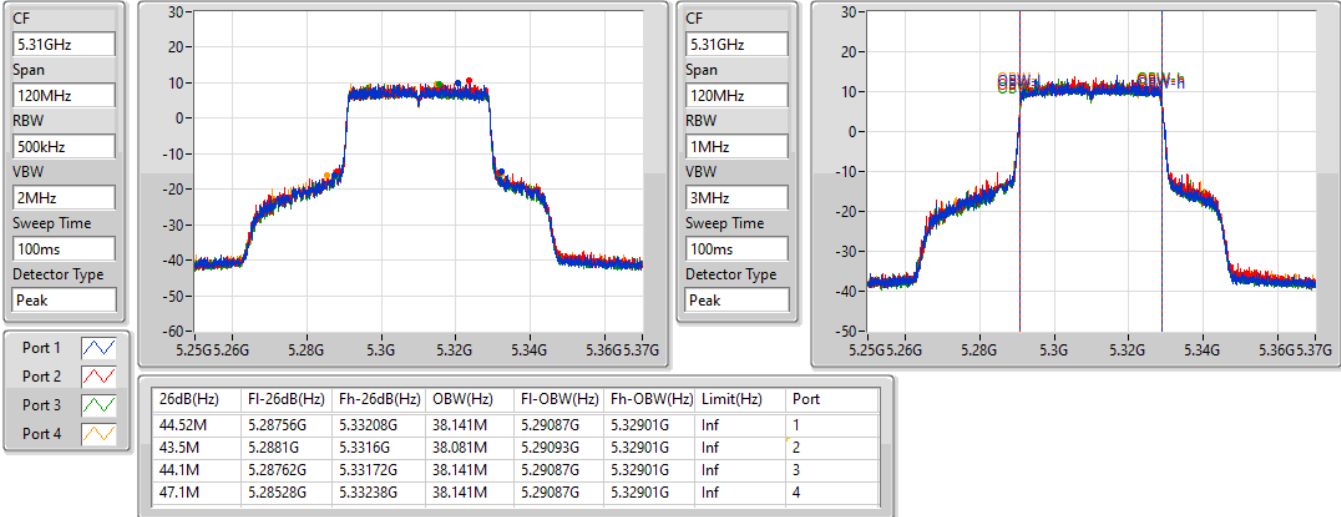 CF
5.31GHz
Span
120MHz
RBW
500kHz
VBW
2MHz
Sweep Time
100ms
Detector Type
Peak
30
20
10
0
-10
-20
-30
-40
-50
-60
5.25G 5.26G 5.28G 5.3G 5.32G 5.34G 5.36G 5.37G
CF
5.31GHz
Span
120MHz
RBW
1MHz
VBW
3MHz
Sweep Time
100ms
Detector Type
Peak
30
20
10
0
-10
-20
-30
-40
-50
OBW-l OBW-h
5.25G 5.26G 5.28G 5.3G 5.32G 5.34G 5.36G 5.37G
Port 1
Port 2
Port 3
Port 4
26dB(Hz) Fl-26dB(Hz) Fh-26dB(Hz) OBW(Hz) Fl-OBW(Hz) Fh-OBW(Hz) Limit(Hz) Port
44.52M 5.28756G 5.33208G 38.141M 5.29087G 5.32901G Inf 1
43.5M 5.2881G 5.3316G 38.081M 5.29093G 5.32901G Inf 2
44.1M 5.28762G 5.33172G 38.141M 5.29087G 5.32901G Inf 3
47.1M 5.28528G 5.33238G 38.141M 5.29087G 5.32901G Inf 4